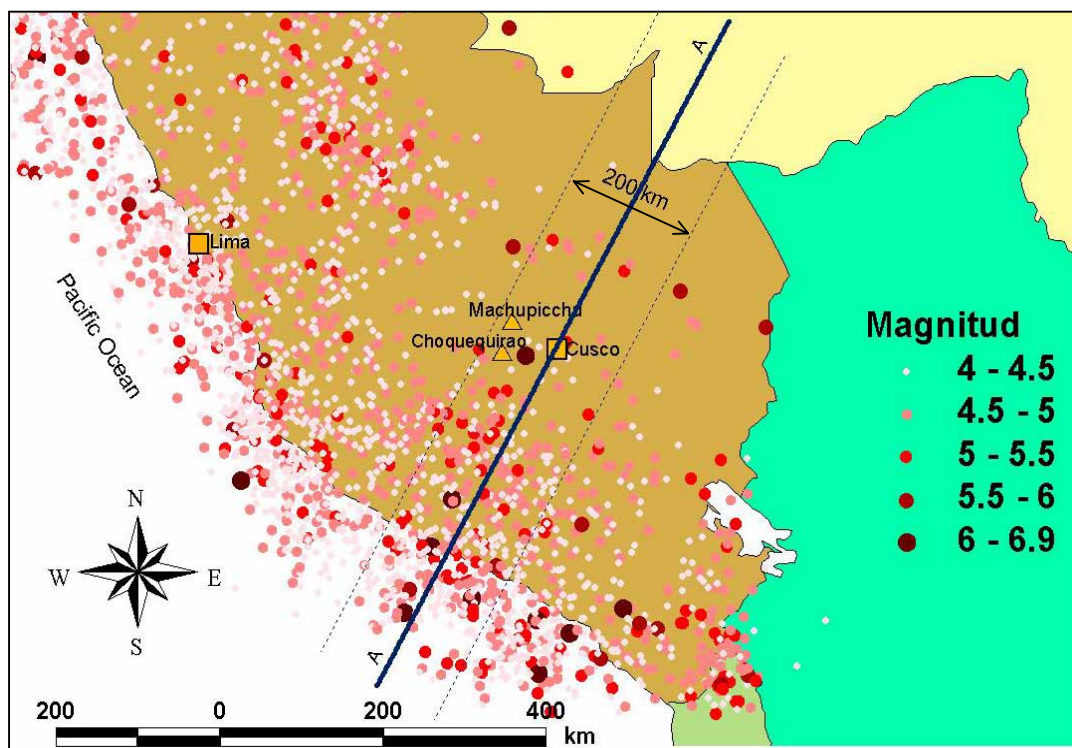 A
200 km
Lima
Machupicchu
Choquequirao
Cusco
Pacific Ocean
Magnitud
4 - 4.5
4.5 - 5
5 - 5.5
5.5 - 6
6 - 6.9
N
W E
S
A
200 0 200 400
km